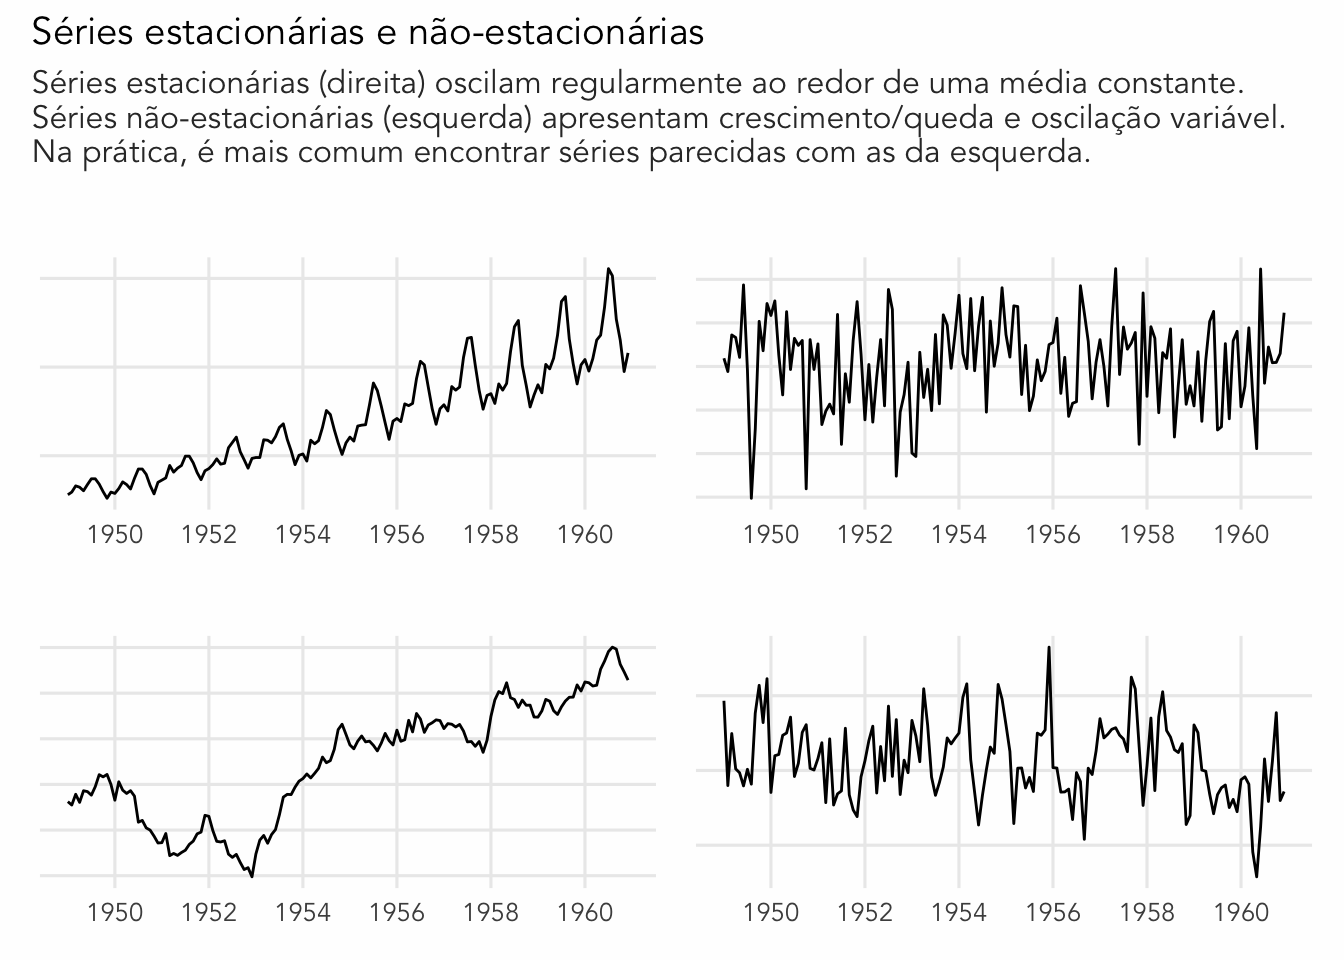 Séries estacionárias e não-estacionárias
Séries estacionárias (direita) oscilam regularmente ao redor de uma média constante.
Séries não-estacionárias (esquerda) apresentam crescimento/queda e oscilação variável.
Na prática, é mais comum encontrar séries parecidas com as da esquerda.
1950 1952 1954 1956 1958 1960
1950 1952 1954 1956 1958 1960
1950 1952 1954 1956 1958 1960
1950 1952 1954 1956 1958 1960